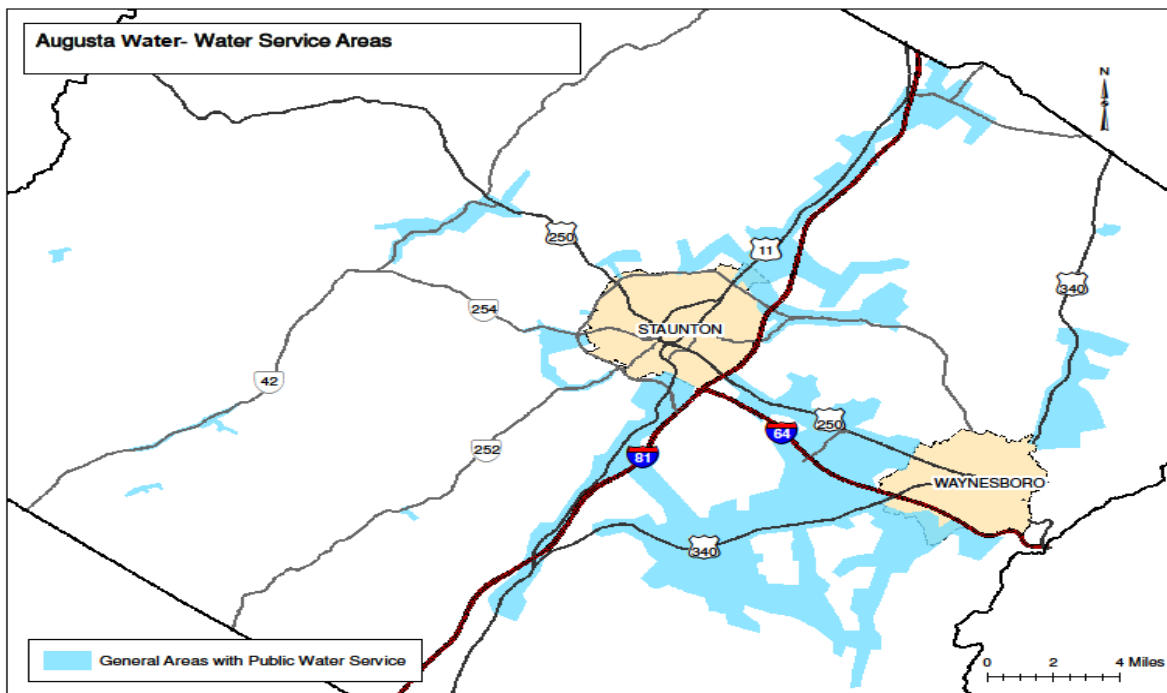 Augusta Water- Water Service Areas
N
250
11
340
STAUNTON
254
42
250
64
252
81
WAYNESBORO
340
General Areas with Public Water Service
0 2 4 Miles